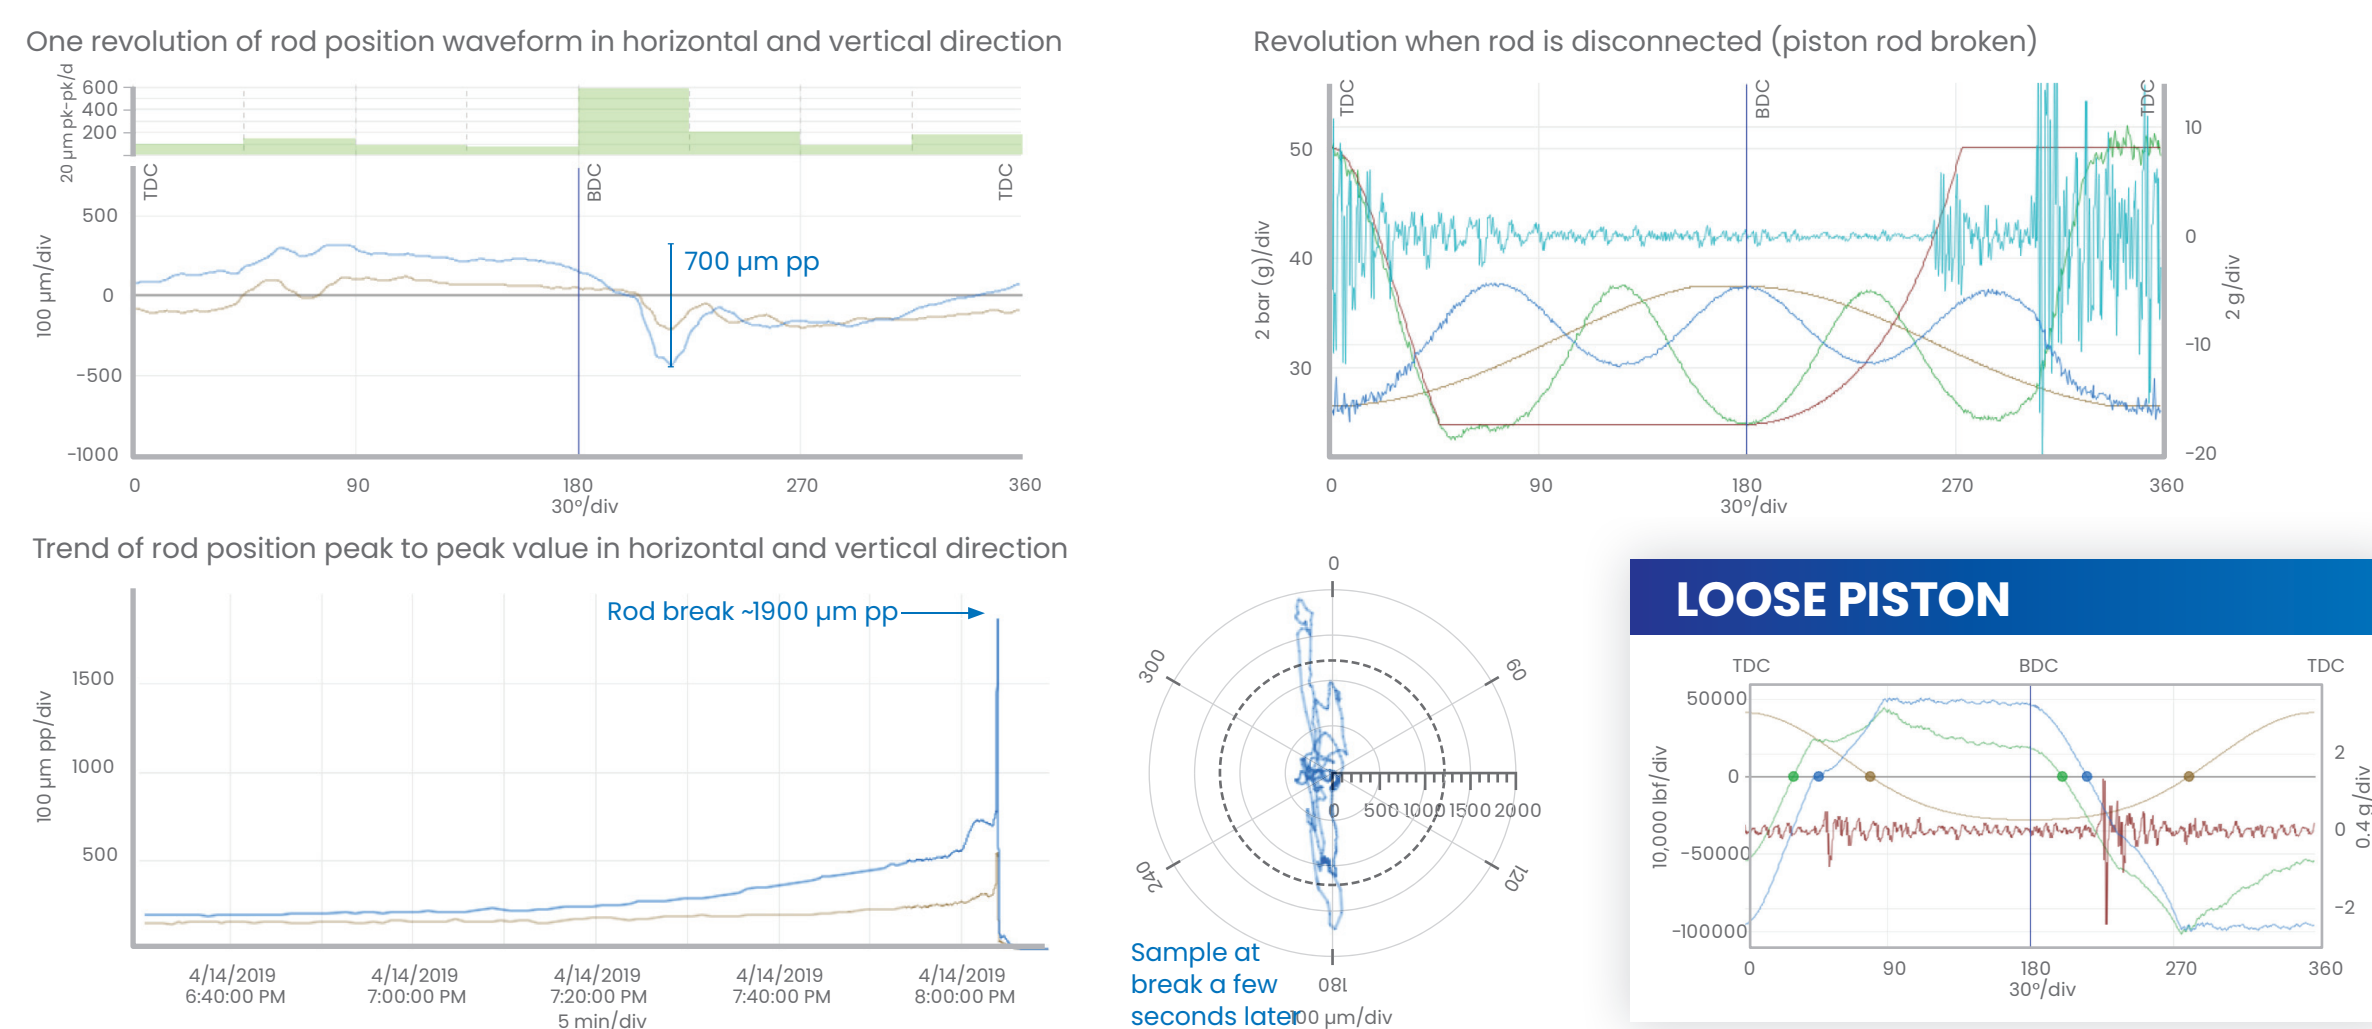 One revolution of rod position waveform in horizontal and vertical direction
20 µm pk-pk/d
600
400
200
TDC
BDC
TDC
100 µm/div
500
0
-500
-1000
700 µm pp
0 90 180 270 360
30°/div
Revolution when rod is disconnected (piston rod broken)
TDC
BDC
TDC
2 bar (g)/div
50
40
30
10
0
-10
-20
2 g/div
0 90 180 270 360
30°/div
Trend of rod position peak to peak value in horizontal and vertical direction
Rod break ~1900 µm pp
100 µm pp/div
1500
1000
500
4/14/2019 4/14/2019 4/14/2019 4/14/2019 4/14/2019
6:40:00 PM 7:00:00 PM 7:20:00 PM 7:40:00 PM 8:00:00 PM
5 min/div
0
60
120
180
240
300
0 500 1000 1500 2000
Sample at
break a few
seconds later
100 µm/div
LOOSE PISTON
TDC BDC TDC
10,000 lbf/div
50000
0
-50000
-100000
2
0
-2
0.4 g/div
0 90 180 270 360
30°/div